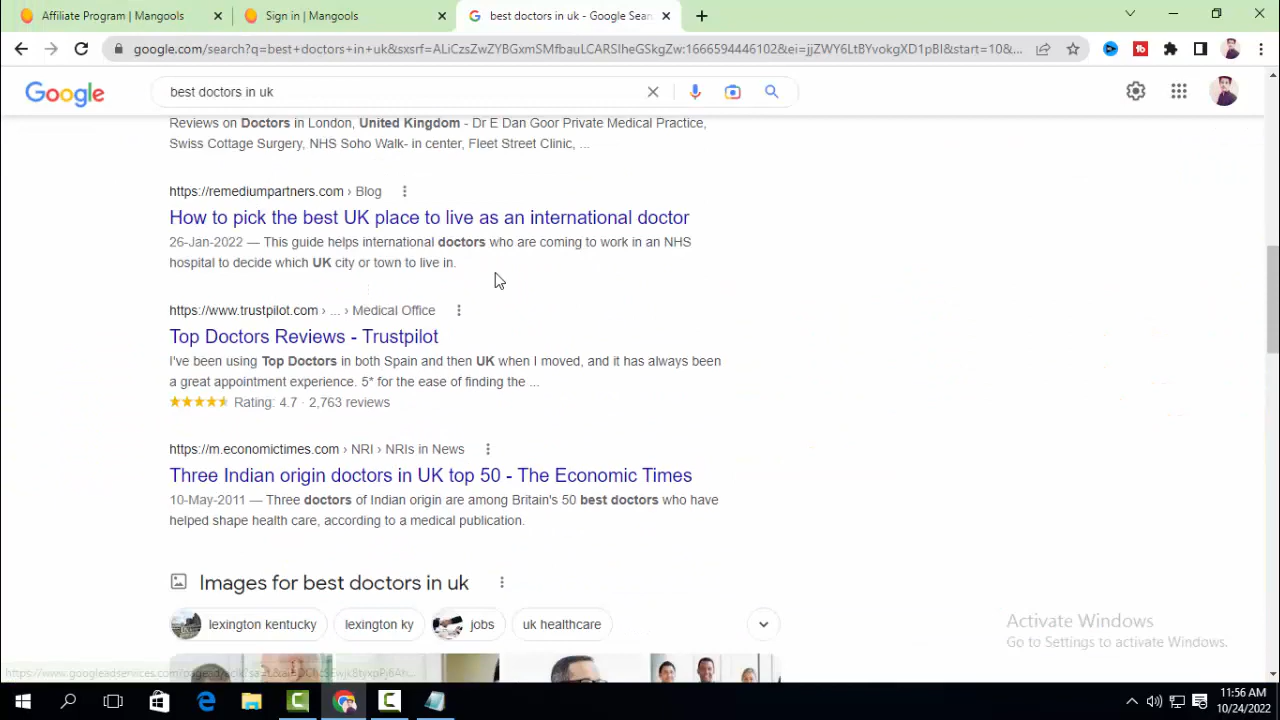 Affiliate Program | Mangools
Sign in | Mangools
best doctors in uk - Google Sear
google.com/search?q=best+doctors+in+uk&sxsrf=ALiCzsZwZYBGxnSMfbauLCARSIheGSkgZw:1666594446102&ei=jjZWY6LtBYvokgXD1pBI&start=10&...
Google
best doctors in uk
Reviews on Doctors in London, United Kingdom - Dr E Dan Goor Private Medical Practice,
Swiss Cottage Surgery, NHS Soho Walk- in center, Fleet Street Clinic, ...
https://remediumpartners.com › Blog
How to pick the best UK place to live as an international doctor
26-Jan-2022 — This guide helps international doctors who are coming to work in an NHS
hospital to decide which UK city or town to live in.
https://www.trustpilot.com › ... › Medical Office
Top Doctors Reviews - Trustpilot
I've been using Top Doctors in both Spain and then UK when I moved, and it has always been
a great appointment experience. 5* for the ease of finding the ...
Rating: 4.7 · 2,763 reviews
https://m.economictimes.com › NRI › NRIs in News
Three Indian origin doctors in UK top 50 - The Economic Times
10-May-2011 — Three doctors of Indian origin are among Britain's 50 best doctors who have
helped shape health care, according to a medical publication.
Images for best doctors in uk
lexington kentucky
lexington ky
jobs
uk healthcare
Activate Windows
Go to Settings to activate Windows.
11:56 AM
10/24/2022